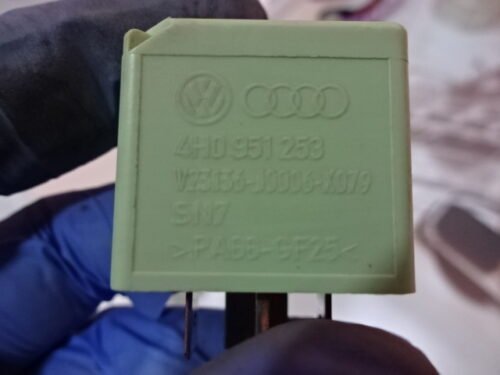 4H0 951 253
V23136-J0006-X079
SN7
>PA66-GF25<